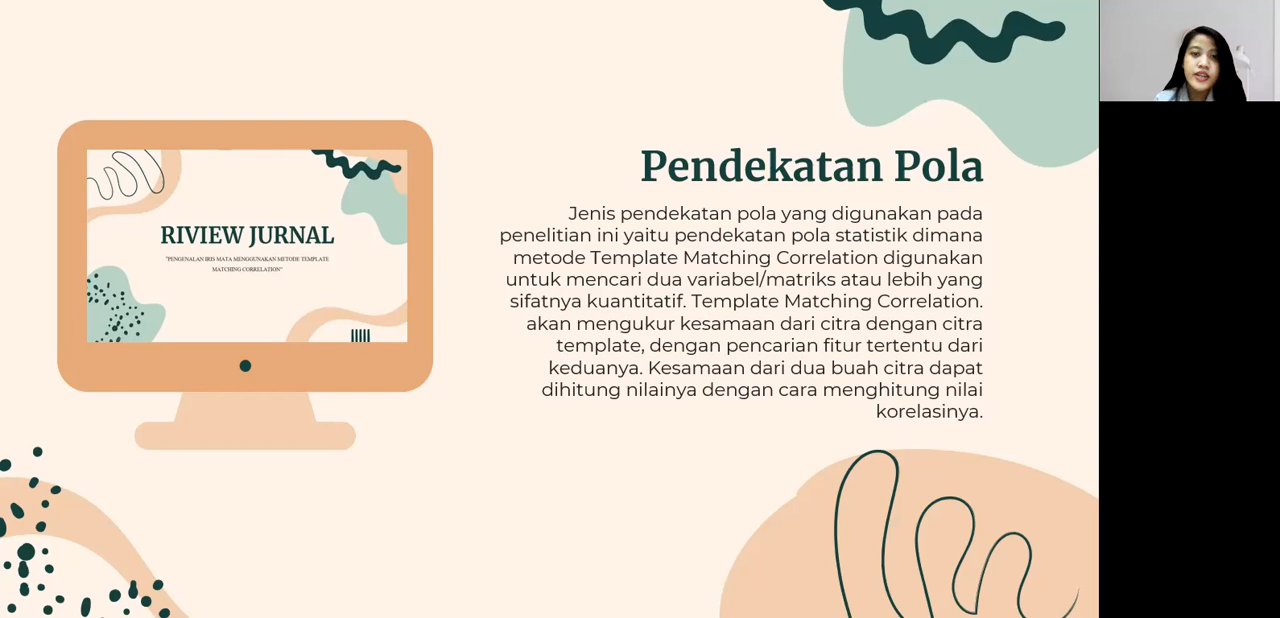 RIVIEW JURNAL
"PENGENALAN IRIS MATA MENGGUNAKAN METODE TEMPLATE
MATCHING CORRELATION"
Pendekatan Pola
Jenis pendekatan pola yang digunakan pada
penelitian ini yaitu pendekatan pola statistik dimana
metode Template Matching Correlation digunakan
untuk mencari dua variabel/matriks atau lebih yang
sifatnya kuantitatif. Template Matching Correlation.
akan mengukur kesamaan dari citra dengan citra
template, dengan pencarian fitur tertentu dari
keduanya. Kesamaan dari dua buah citra dapat
dihitung nilainya dengan cara menghitung nilai
korelasinya.